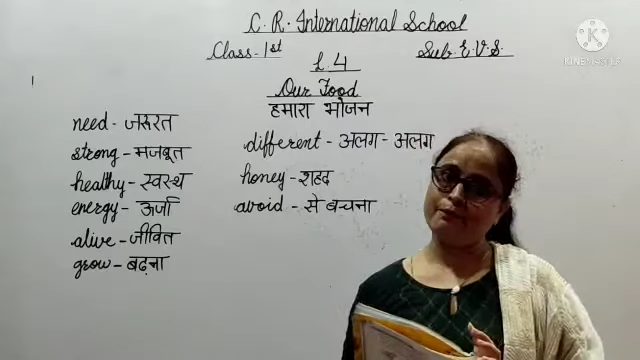 C. R. International School
Class - 1st
Sub. E. V. S.
L. 4
Our Food
हमारा भोजन
need - जरूरत
strong - मजबूत
healthy - स्वस्थ
energy - ऊर्जा
alive - जीवित
grow - बढ़ना
different - अलग - अलग
honey - शहद
avoid - से बचना
KINEMASTER